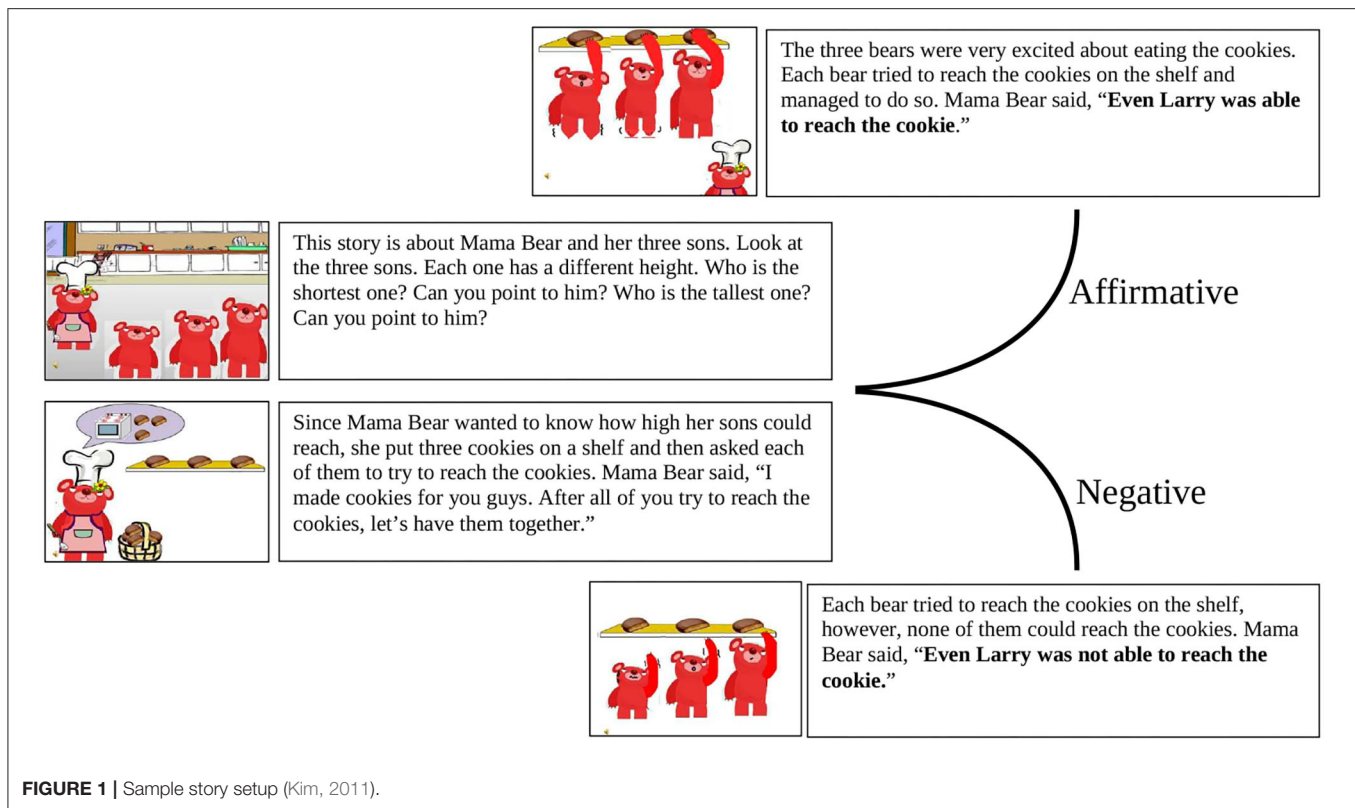 The three bears were very excited about eating the cookies.
Each bear tried to reach the cookies on the shelf and
managed to do so. Mama Bear said, “Even Larry was able
to reach the cookie.”
This story is about Mama Bear and her three sons. Look at
the three sons. Each one has a different height. Who is the
shortest one? Can you point to him? Who is the tallest one?
Can you point to him?
Affirmative
Since Mama Bear wanted to know how high her sons could
reach, she put three cookies on a shelf and then asked each
of them to try to reach the cookies. Mama Bear said, “I
made cookies for you guys. After all of you try to reach the
cookies, let’s have them together.”
Negative
Each bear tried to reach the cookies on the shelf,
however, none of them could reach the cookies. Mama
Bear said, “Even Larry was not able to reach the
cookie.”
FIGURE 1 | Sample story setup (Kim, 2011).